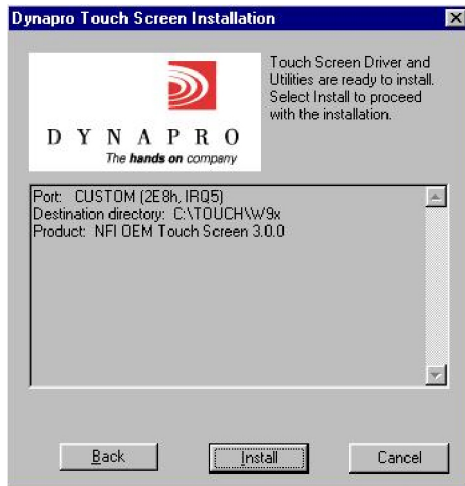 Dynapro Touch Screen Installation
Touch Screen Driver and
Utilities are ready to install.
Select Install to proceed
with the installation.
DYNAPRO
The hands on company
Port: CUSTOM (2E8h, IRQ5)
Destination directory: C:\TOUCH\W9x
Product: NFI OEM Touch Screen 3.0.0
Back
Install
Cancel